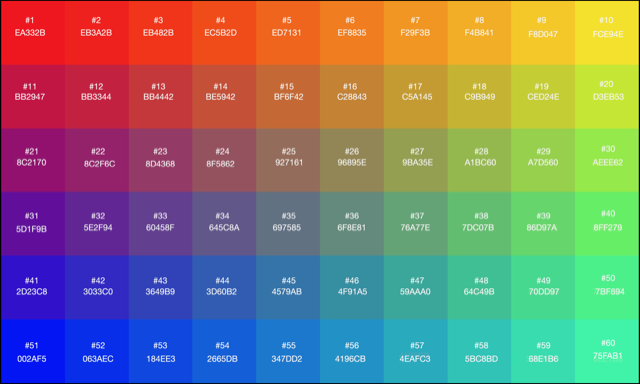 #1 #2 #3 #4 #5 #6 #7 #8 #9 #10
EA332B EB3A2B EB482B EC5B2D ED7131 EF8835 F29F3B F4B841 F8D047 FCE94E
#11 #12 #13 #14 #15 #16 #17 #18 #19 #20
BB2947 BB3344 BB4442 BE5942 BF6F42 C28843 C5A145 C9B949 CED24E D3EB53
#21 #22 #23 #24 #25 #26 #27 #28 #29 #30
8C2170 8C2F6C 8D4368 8F5862 927161 96895E 9BA35E A1BC60 A7D560 AEEE62
#31 #32 #33 #34 #35 #36 #37 #38 #39 #40
5D1F9B 5E2F94 60458F 645C8A 697585 6F8E81 76A77E 7DC07B 86D97A 8FF279
#41 #42 #43 #44 #45 #46 #47 #48 #49 #50
2D23C8 3033C0 3649B9 3D60B2 4579AB 4F91A5 59AAA0 64C49B 70DD97 7BF894
#51 #52 #53 #54 #55 #56 #57 #58 #59 #60
002AF5 063AEC 184EE3 2665DB 347DD2 4196CB 4EAFC3 5BC8BD 68E1B6 75FAB1